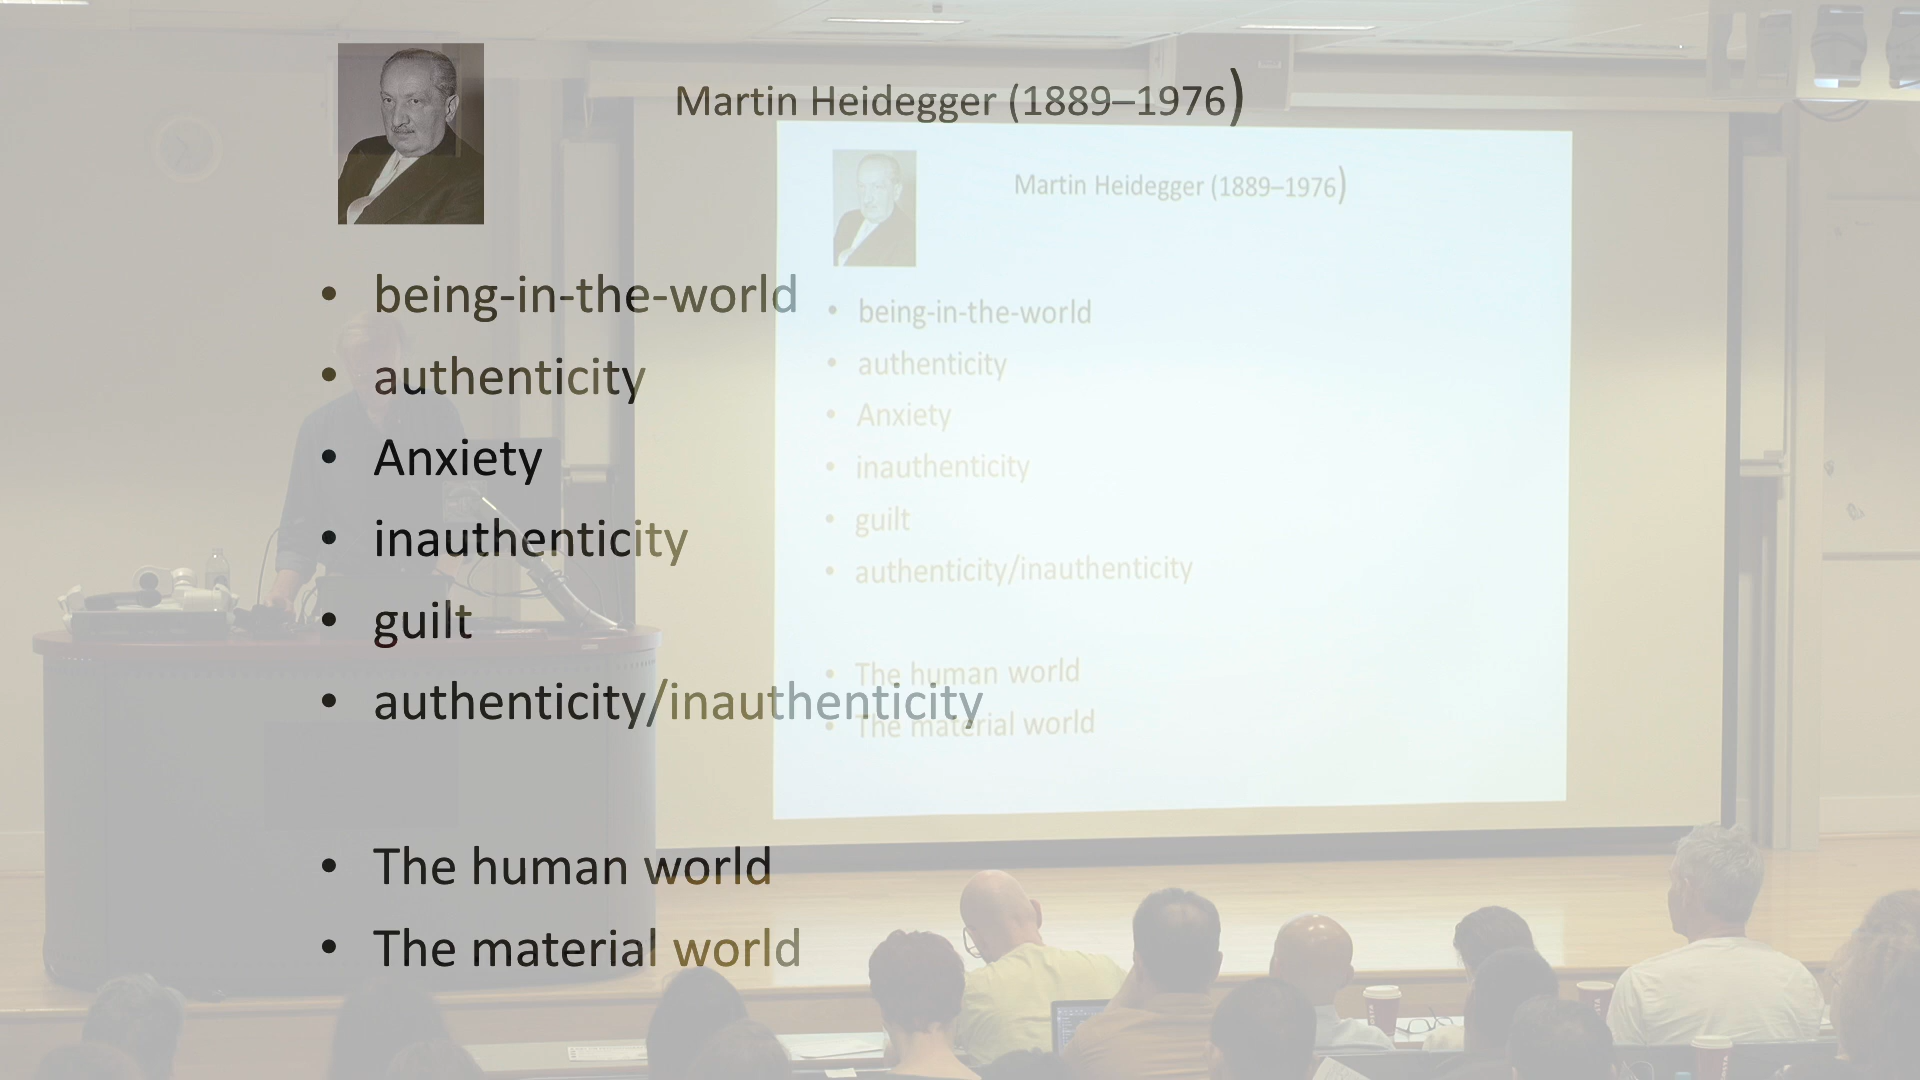 Martin Heidegger (1889–1976)
• being-in-the-world
• authenticity
• Anxiety
• inauthenticity
• guilt
• authenticity/inauthenticity
• The human world
• The material world
Martin Heidegger (1889–1976)
• being-in-the-world
• authenticity
• Anxiety
• inauthenticity
• guilt
• authenticity/inauthenticity
• The human world
• The material world